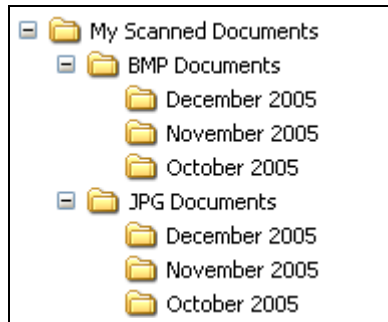 My Scanned Documents
BMP Documents
December 2005
November 2005
October 2005
JPG Documents
December 2005
November 2005
October 2005